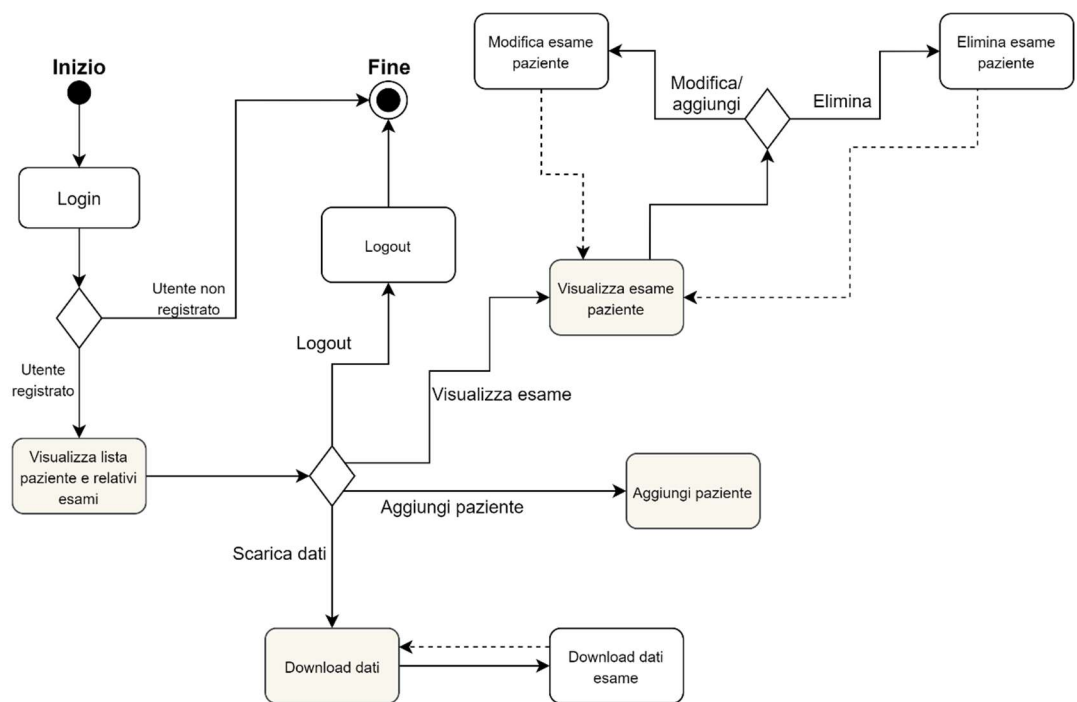 Inizio
Fine
Login
Utente non
registrato
Utente
registrato
Visualizza lista
paziente e relativi
esami
Logout
Logout
Visualizza esame
Aggiungi paziente
Scarica dati
Modifica esame
paziente
Modifica/
aggiungi
Elimina
Elimina esame
paziente
Visualizza esame
paziente
Aggiungi paziente
Download dati
Download dati
esame